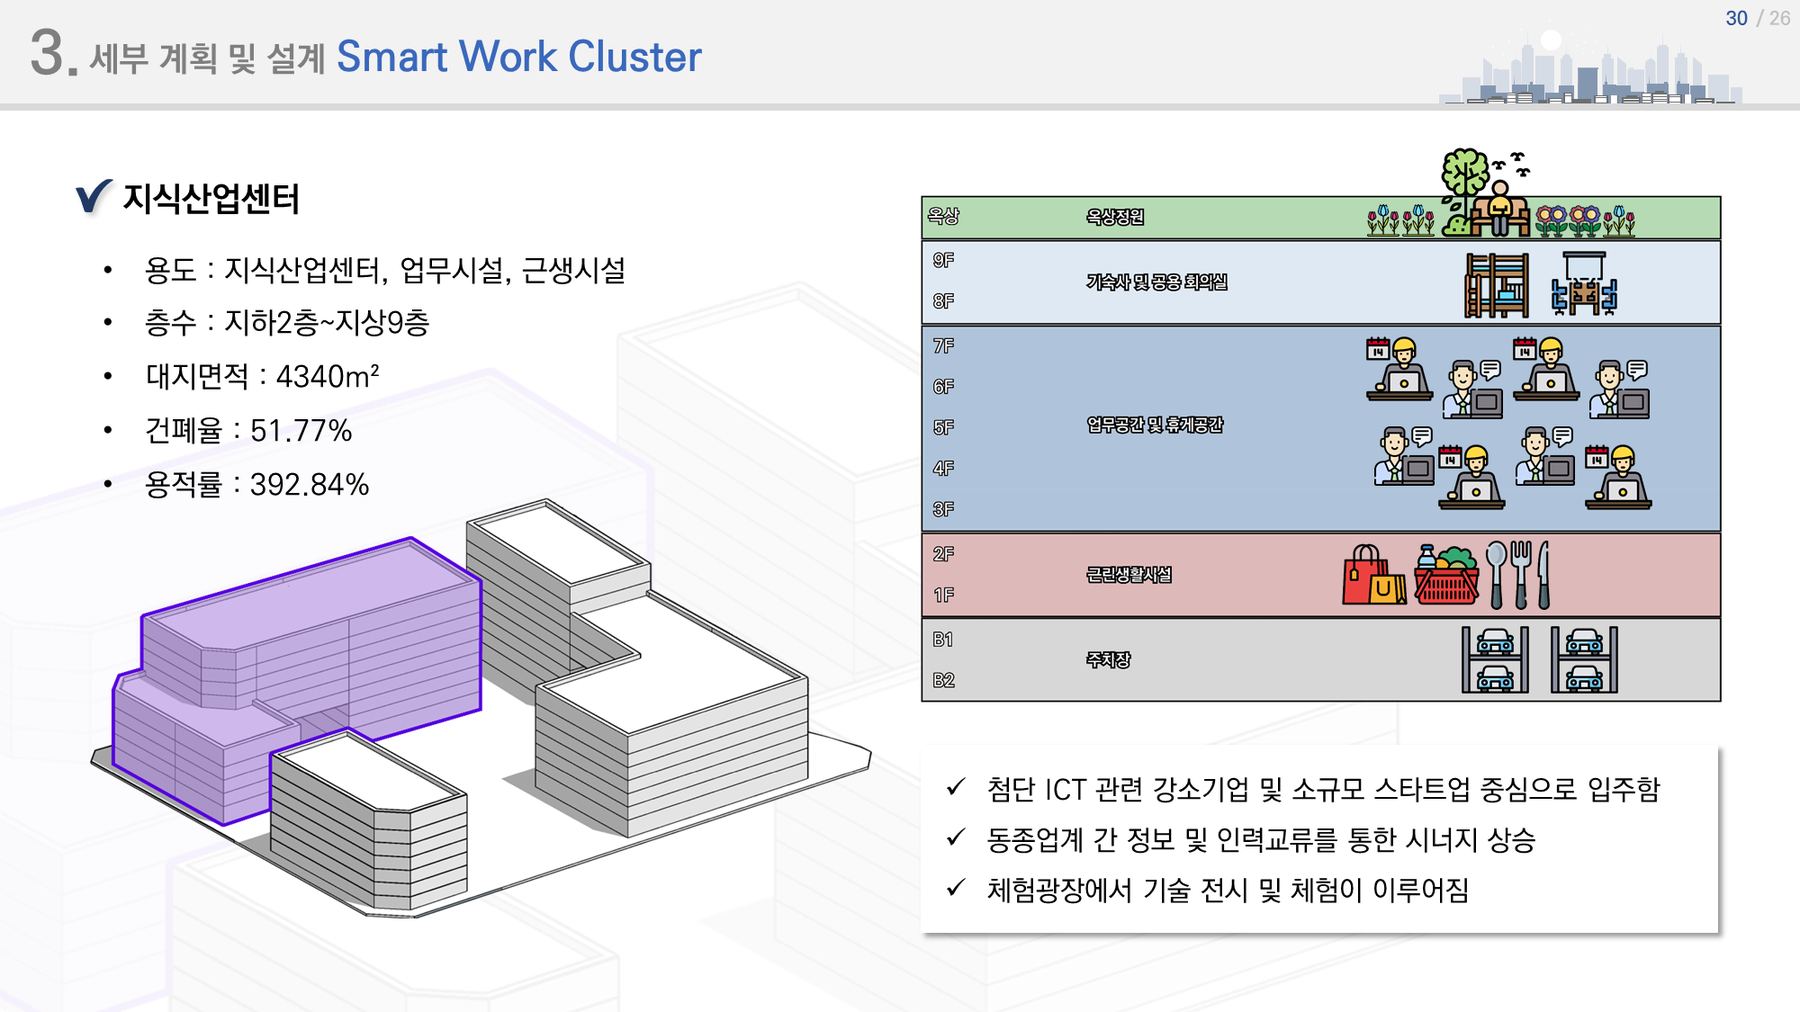 30 / 26
3. 세부 계획 및 설계 Smart Work Cluster
지식산업센터
• 용도 : 지식산업센터, 업무시설, 근생시설
• 층수 : 지하2층~지상9층
• 대지면적 : 4340m²
• 건폐율 : 51.77%
• 용적률 : 392.84%
옥상 옥상정원
9F
기숙사 및 공용 회의실
8F
7F
6F
업무공간 및 휴게공간
5F
4F
3F
2F
근린생활시설
1F
B1
주차장
B2
14
14
14
14
✓ 첨단 ICT 관련 강소기업 및 소규모 스타트업 중심으로 입주함
✓ 동종업계 간 정보 및 인력교류를 통한 시너지 상승
✓ 체험광장에서 기술 전시 및 체험이 이루어짐